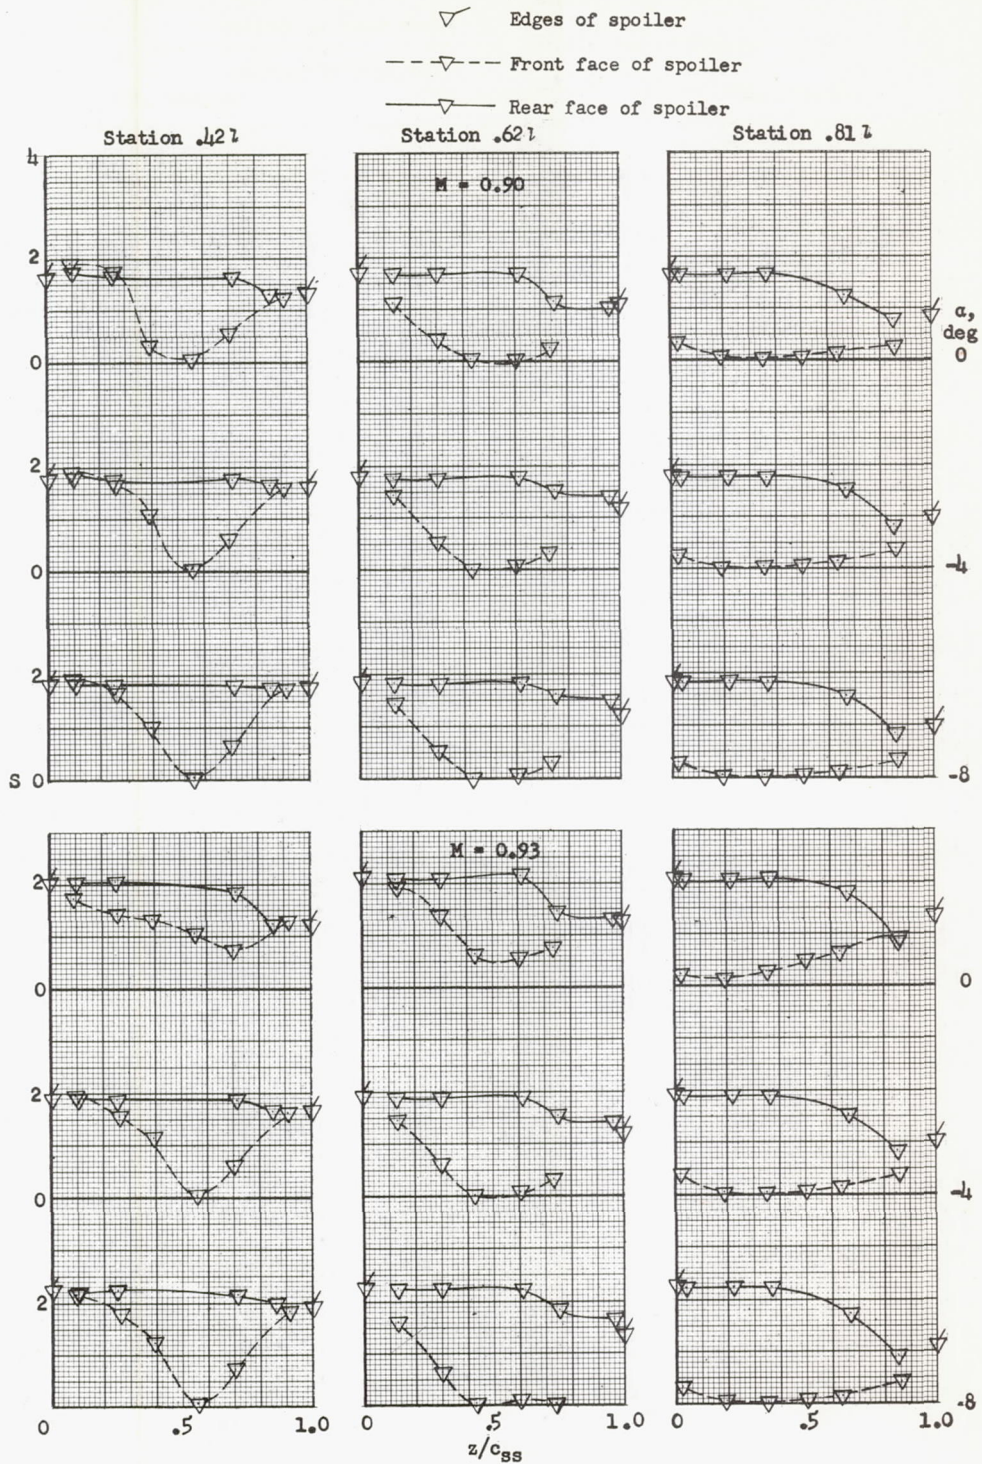 Edges of spoiler
Front face of spoiler
Rear face of spoiler
Station .42l Station .62l Station .81l
M = 0.90
4
2
0
2
0
2
S 0
α,
deg
0
-4
-8
M = 0.93
2
0
2
0
2
0
-4
-8
0 .5 1.0 0 .5 1.0 0 .5 1.0
z/css